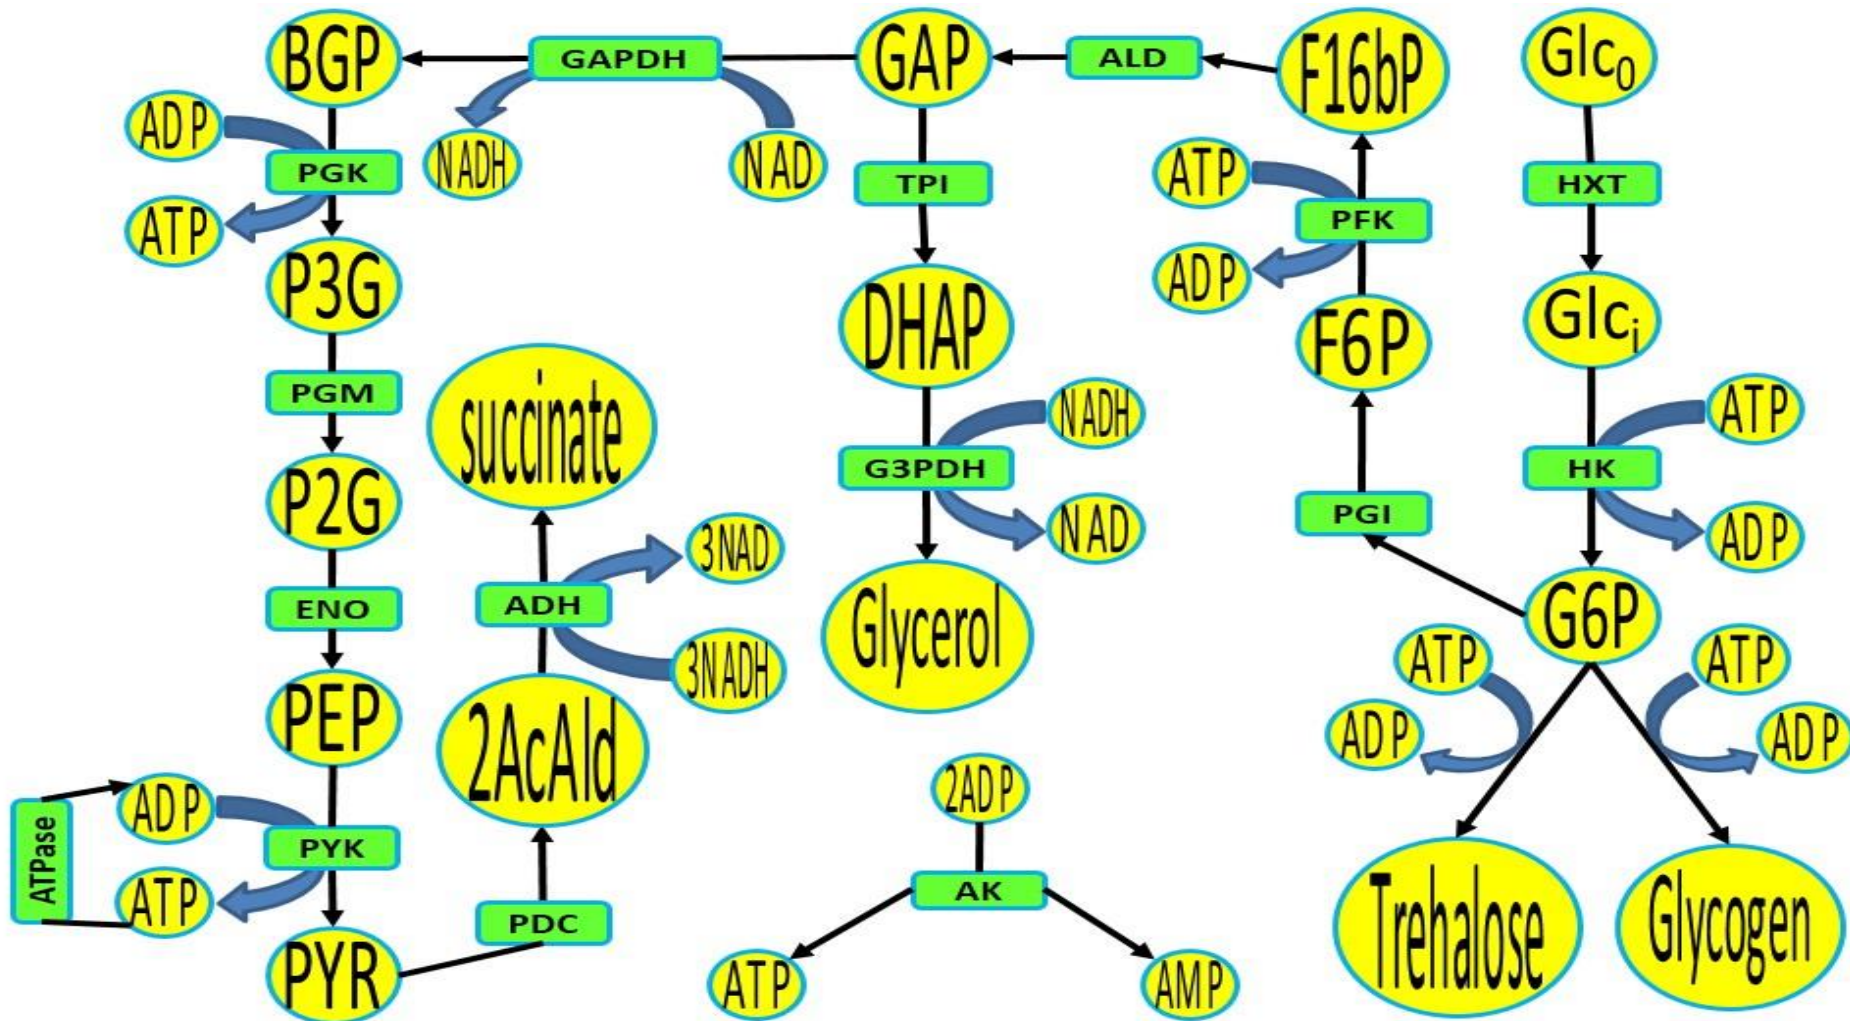 BGP
GAPDH
GAP
ALD
F16bP
Glc0
ADP
NADH
NAD
PGK
TPI
ATP
HXT
PFK
ATP
ADP
P3G
DHAP
F6P
Glci
PGM
succinate
NADH
ATP
G3PDH
HK
P2G
3NAD
NAD
PGI
ADP
ENO
ADH
Glycerol
G6P
3NADH
ATP
ATP
PEP
2AcAld
ADP
ADP
2ADP
ADP
ATPase
PYK
ATP
AK
PDC
PYR
ATP
AMP
Trehalose
Glycogen